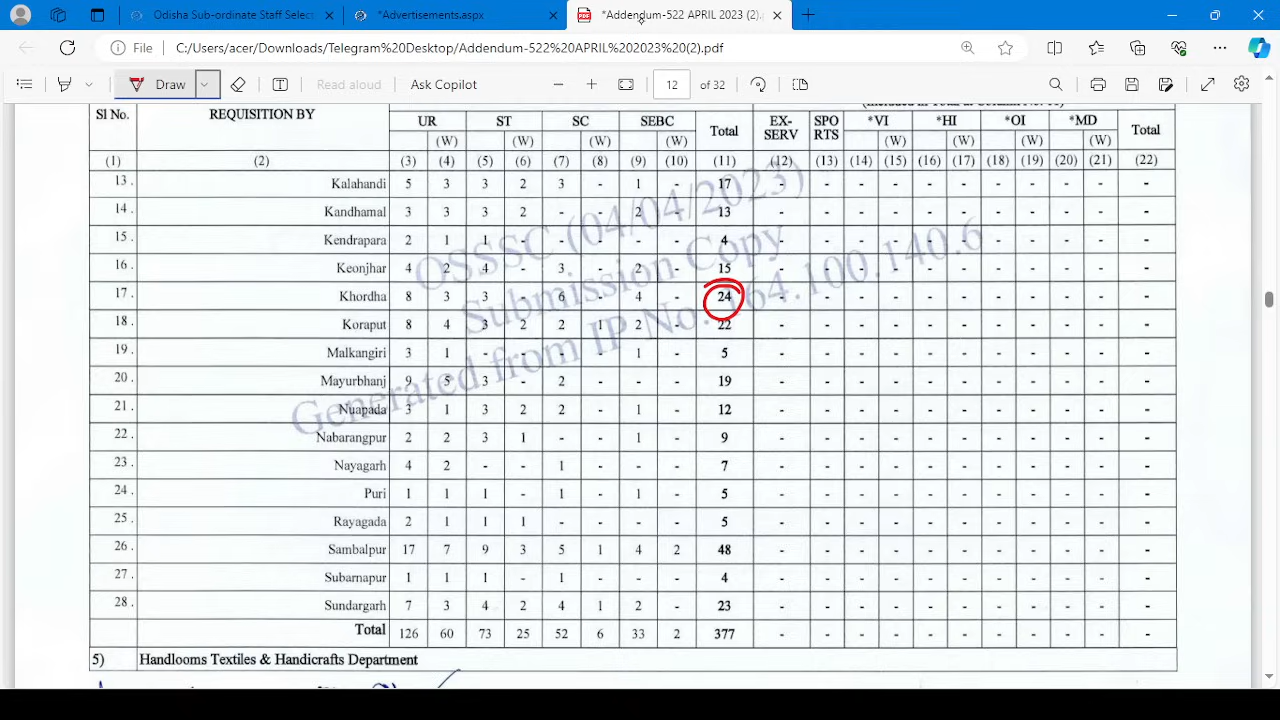 Odisha Sub-ordinate Staff Select
*Advertisements.aspx
*Addendum-522 APRIL 2023 (2).
File C:/Users/acer/Downloads/Telegram%20Desktop/Addendum-522%20APRIL%202023%20(2).pdf
Draw Read aloud Ask Copilot 12 of 32
(Included in Total at Column No. 11)
Sl No. REQUISITION BY UR ST SC SEBC Total EX-SERV SPORTS *VI *HI *OI *MD Total
(W) (W) (W) (W) (W) (W) (W) (W)
(1) (2) (3) (4) (5) (6) (7) (8) (9) (10) (11) (12) (13) (14) (15) (16) (17) (18) (19) (20) (21) (22)
13. Kalahandi 5 3 3 2 3 - 1 - 17 - - - - - - - - - - -
14. Kandhamal 3 3 3 2 - - 2 - 13 - - - - - - - - - - -
15. Kendrapara 2 1 1 - - - - - 4 - - - - - - - - - - -
16. Keonjhar 4 2 4 - 3 - 2 - 15 - - - - - - - - - - -
17. Khordha 8 3 3 - 6 - 4 - 24 - - - - - - - - - - -
18. Koraput 8 4 3 2 2 1 2 - 22 - - - - - - - - - - -
19. Malkangiri 3 1 - - - - 1 - 5 - - - - - - - - - - -
20. Mayurbhanj 9 5 3 - 2 - - - 19 - - - - - - - - - - -
21. Nuapada 3 1 3 2 2 - 1 - 12 - - - - - - - - - - -
22. Nabarangpur 2 2 3 1 - - 1 - 9 - - - - - - - - - - -
23. Nayagarh 4 2 - - 1 - - - 7 - - - - - - - - - - -
24. Puri 1 1 1 - 1 - 1 - 5 - - - - - - - - - - -
25. Rayagada 2 1 1 1 - - - - 5 - - - - - - - - - - -
26. Sambalpur 17 7 9 3 5 1 4 2 48 - - - - - - - - - - -
27. Subarnapur 1 1 1 - 1 - - - 4 - - - - - - - - - - -
28. Sundargarh 7 3 4 2 4 1 2 - 23 - - - - - - - - - - -
Total 126 60 73 25 52 6 33 2 377 - - - - - - - - - - -
5) Handlooms Textiles & Handicrafts Department
OSSSC (04/04/2023)
Submission Copy
Generated from IP No. 164.100.140.6